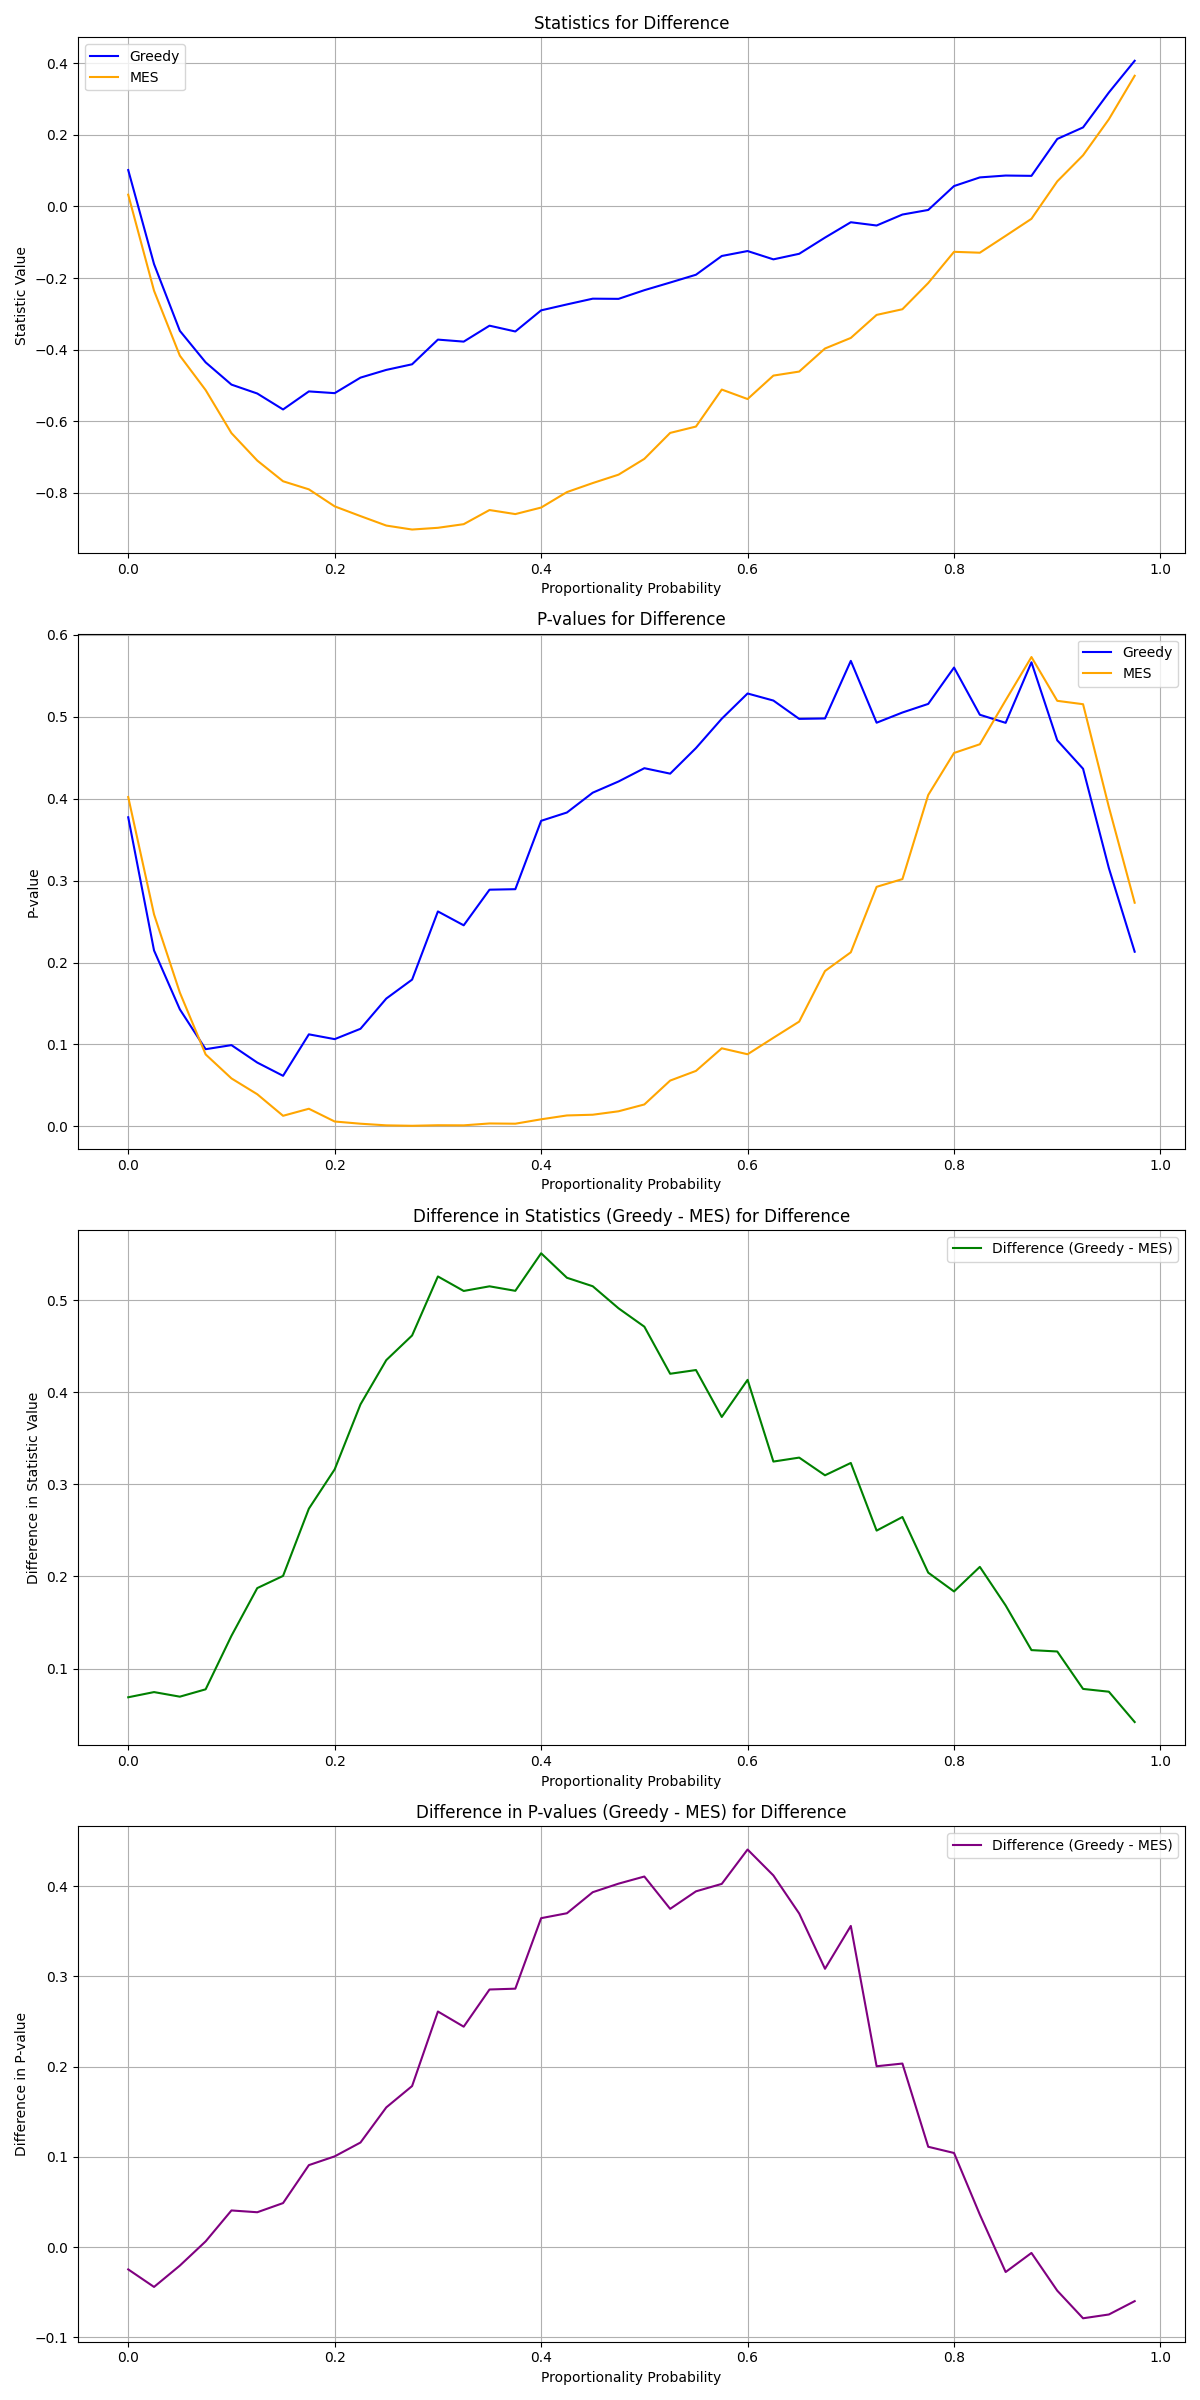 Statistics for Difference
Greedy
MES
0.4
0.2
0.0
−0.2
−0.4
−0.6
−0.8
Statistic Value
0.0 0.2 0.4 0.6 0.8 1.0
Proportionality Probability
P-values for Difference
Greedy
MES
0.6
0.5
0.4
0.3
0.2
0.1
0.0
P-value
0.0 0.2 0.4 0.6 0.8 1.0
Proportionality Probability
Difference in Statistics (Greedy - MES) for Difference
Difference (Greedy - MES)
0.5
0.4
0.3
0.2
0.1
Difference in Statistic Value
0.0 0.2 0.4 0.6 0.8 1.0
Proportionality Probability
Difference in P-values (Greedy - MES) for Difference
Difference (Greedy - MES)
0.4
0.3
0.2
0.1
0.0
−0.1
Difference in P-value
0.0 0.2 0.4 0.6 0.8 1.0
Proportionality Probability